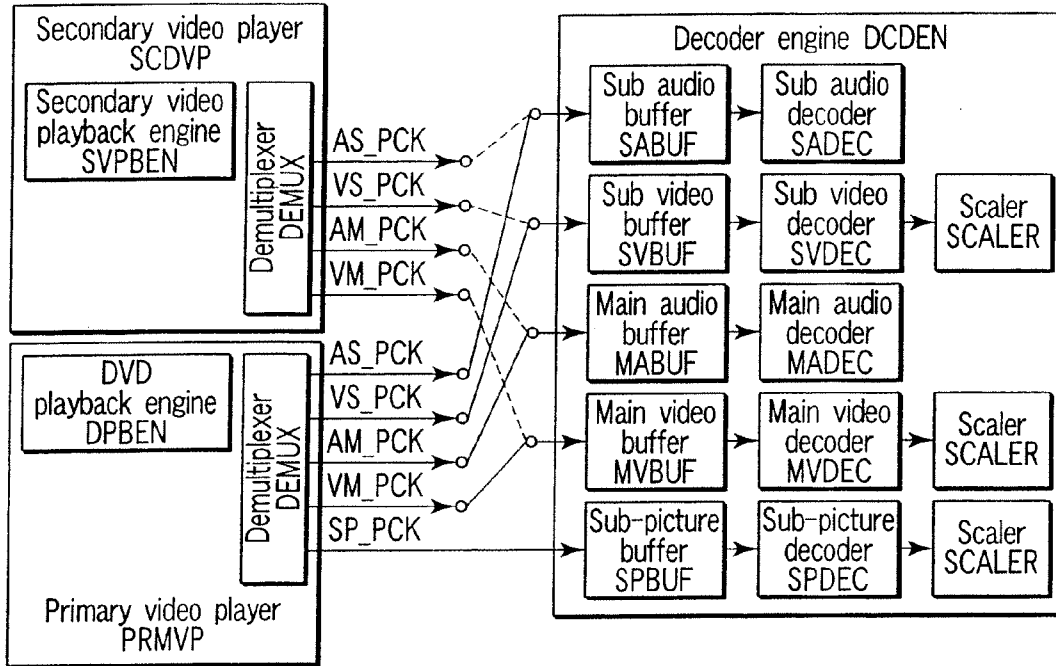 Secondary video player
SCDVP
Secondary video
playback engine
SVPBEN
Demultiplexer
DEMUX
AS_PCK
VS_PCK
AM_PCK
VM_PCK
DVD
playback engine
DPBEN
Demultiplexer
DEMUX
AS_PCK
VS_PCK
AM_PCK
VM_PCK
SP_PCK
Primary video player
PRMVP
Decoder engine DCDEN
Sub audio
buffer
SABUF
Sub audio
decoder
SADEC
Sub video
buffer
SVBUF
Sub video
decoder
SVDEC
Scaler
SCALER
Main audio
buffer
MABUF
Main audio
decoder
MADEC
Main video
buffer
MVBUF
Main video
decoder
MVDEC
Scaler
SCALER
Sub-picture
buffer
SPBUF
Sub-picture
decoder
SPDEC
Scaler
SCALER